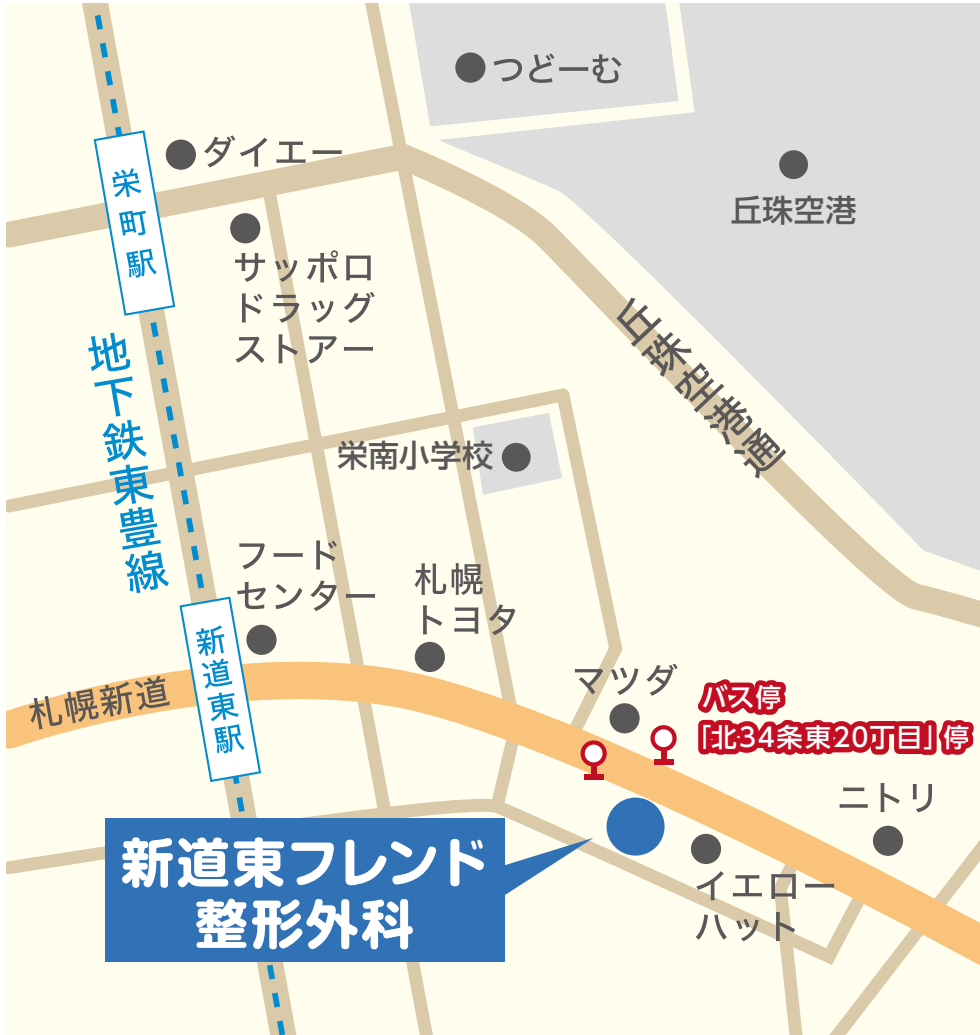 つどーむ
ダイエー
丘珠空港
栄町駅
サッポロ
ドラッグ
ストアー
丘珠空港通
地下鉄東豊線
栄南小学校
フード
センター
札幌
トヨタ
新道東駅
札幌新道
マツダ
バス停
「北34条東20丁目」停
ニトリ
新道東フレンド
整形外科
イエロー
ハット